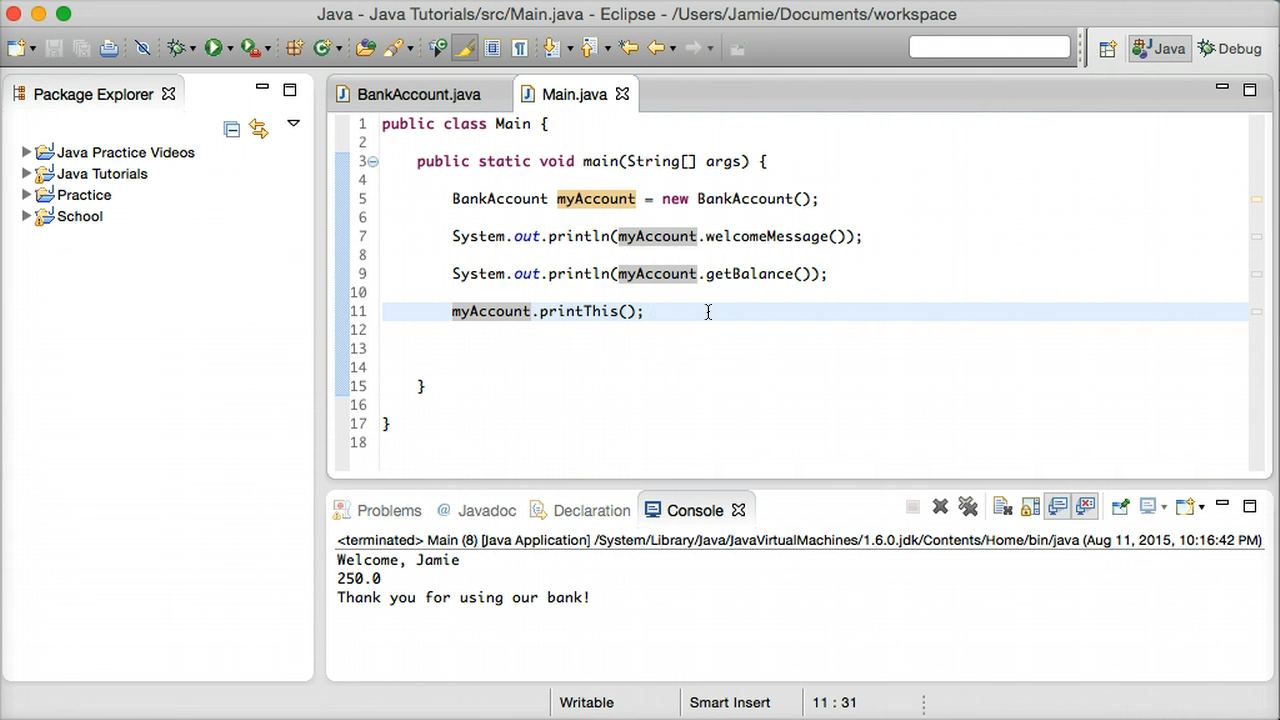 Java - Java Tutorials/src/Main.java - Eclipse - /Users/Jamie/Documents/workspace
Java
Debug
Package Explorer
Java Practice Videos
Java Tutorials
Practice
School
BankAccount.java
Main.java
1 public class Main {
2
3 public static void main(String[] args) {
4
5 BankAccount myAccount = new BankAccount();
6
7 System.out.println(myAccount.welcomeMessage());
8
9 System.out.println(myAccount.getBalance());
10
11 myAccount.printThis();
12
13
14
15 }
16
17 }
18
Problems @ Javadoc Declaration Console
<terminated> Main (8) [Java Application] /System/Library/Java/JavaVirtualMachines/1.6.0.jdk/Contents/Home/bin/java (Aug 11, 2015, 10:16:42 PM)
Welcome, Jamie
250.0
Thank you for using our bank!
Writable Smart Insert 11 : 31